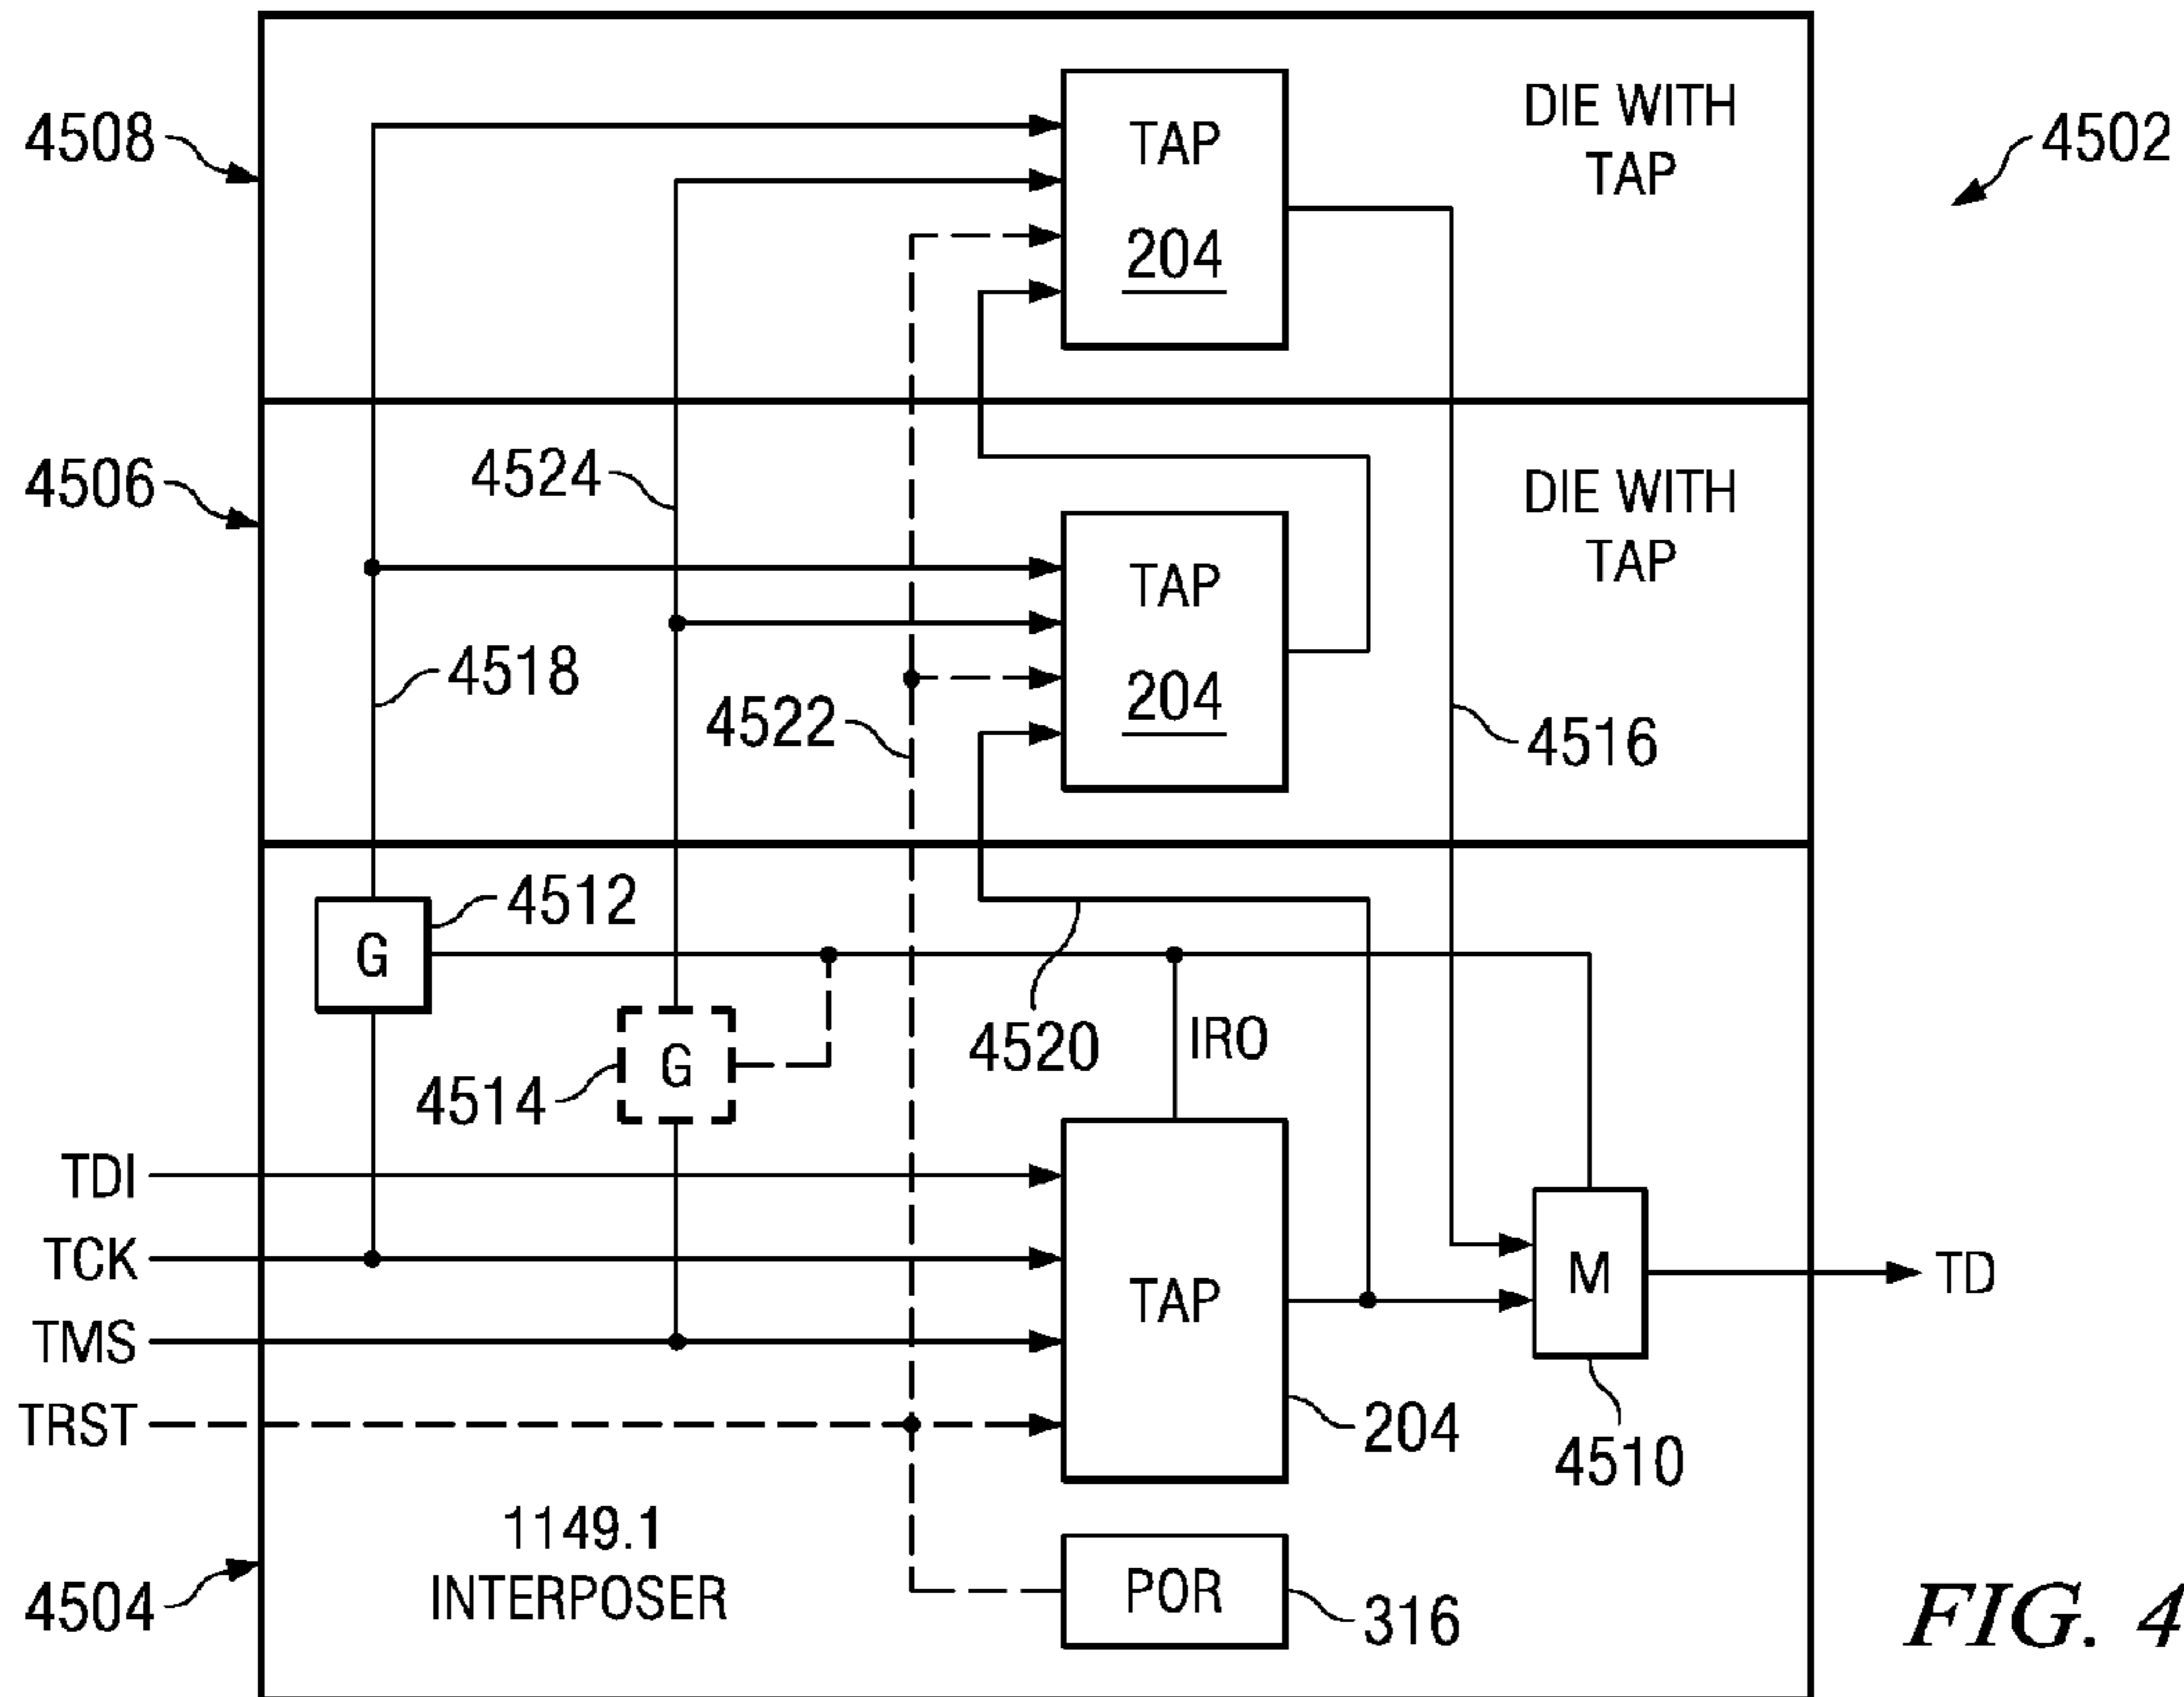 DIE WITH
TAP
4508
TAP
204
4502
DIE WITH
TAP
4506
4524
TAP
204
4518
4522
4516
4512
G
4520
IRO
G
4514
TDI
TCK
TMS
TRST
TAP
M
TD
204
4510
1149.1
INTERPOSER
POR
316
4504
FIG. 4